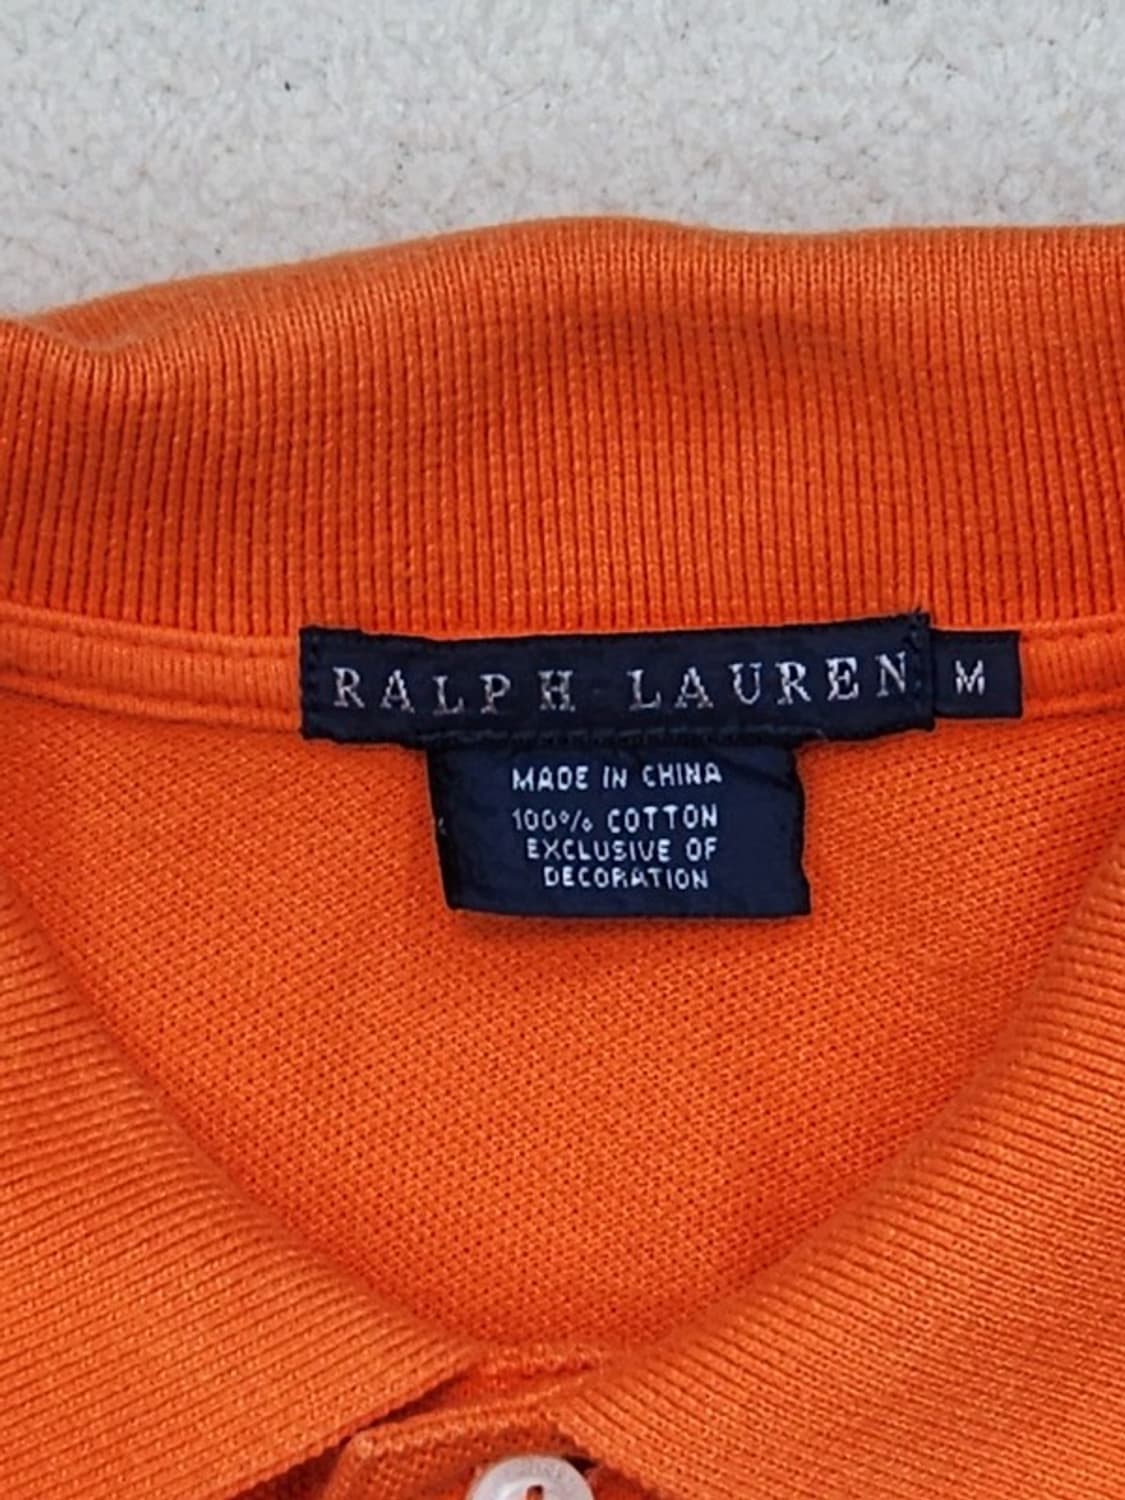 RALPH LAUREN M
MADE IN CHINA
100% COTTON
EXCLUSIVE OF
DECORATION